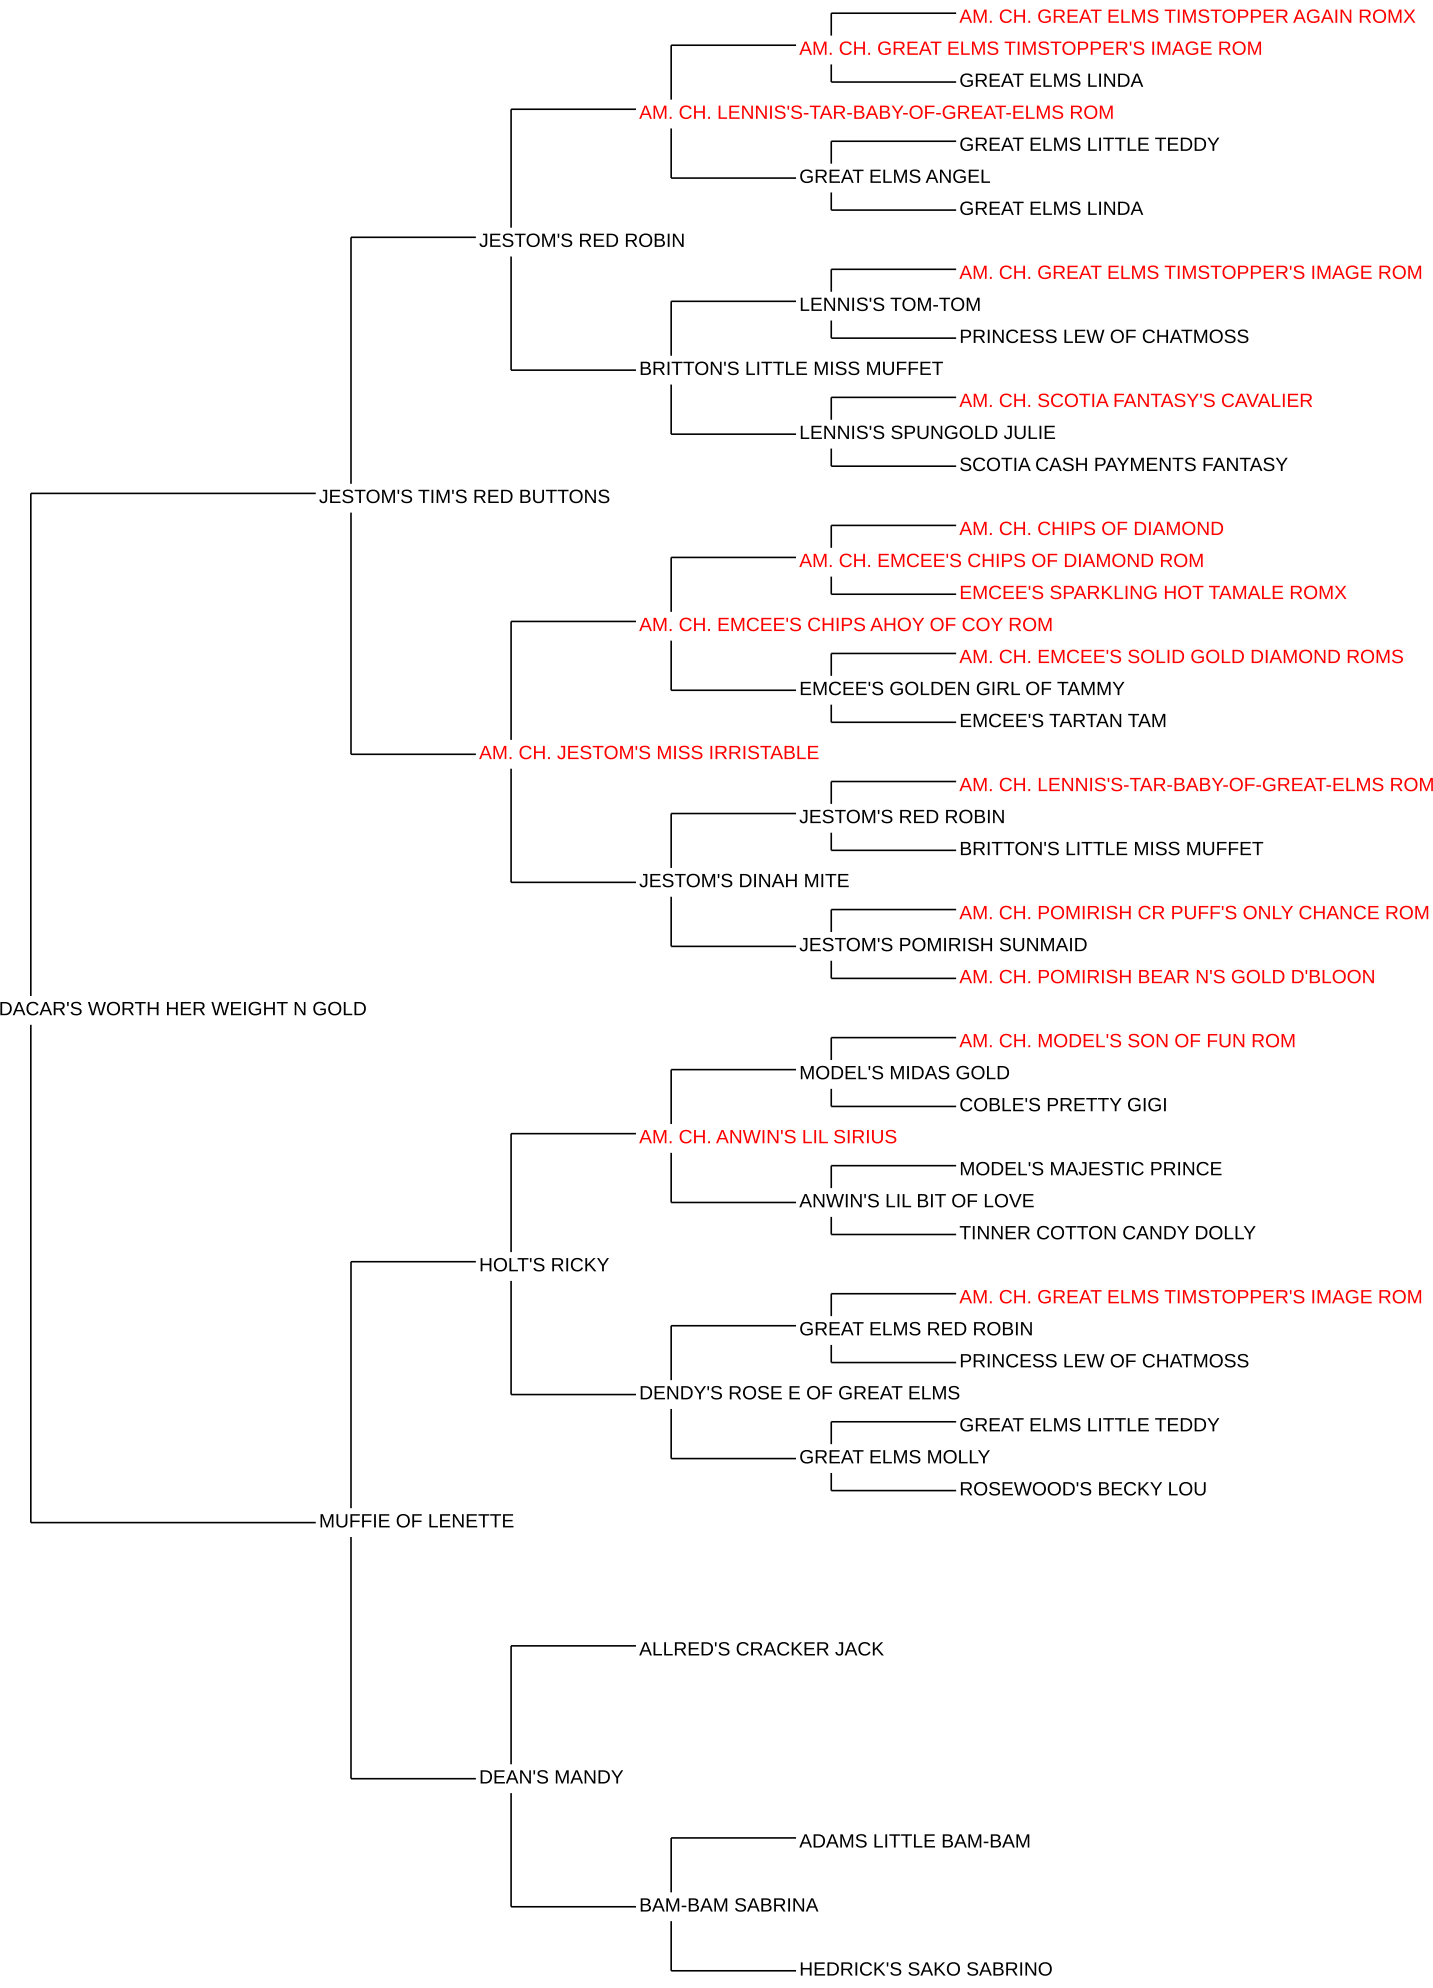 AM. CH. GREAT ELMS TIMSTOPPER AGAIN ROMX
AM. CH. GREAT ELMS TIMSTOPPER'S IMAGE ROM
GREAT ELMS LINDA
AM. CH. LENNIS'S-TAR-BABY-OF-GREAT-ELMS ROM
GREAT ELMS LITTLE TEDDY
GREAT ELMS ANGEL
GREAT ELMS LINDA
JESTOM'S RED ROBIN
AM. CH. GREAT ELMS TIMSTOPPER'S IMAGE ROM
LENNIS'S TOM-TOM
PRINCESS LEW OF CHATMOSS
BRITTON'S LITTLE MISS MUFFET
AM. CH. SCOTIA FANTASY'S CAVALIER
LENNIS'S SPUNGOLD JULIE
SCOTIA CASH PAYMENTS FANTASY
JESTOM'S TIM'S RED BUTTONS
AM. CH. CHIPS OF DIAMOND
AM. CH. EMCEE'S CHIPS OF DIAMOND ROM
EMCEE'S SPARKLING HOT TAMALE ROMX
AM. CH. EMCEE'S CHIPS AHOY OF COY ROM
AM. CH. EMCEE'S SOLID GOLD DIAMOND ROMS
EMCEE'S GOLDEN GIRL OF TAMMY
EMCEE'S TARTAN TAM
AM. CH. JESTOM'S MISS IRRISTABLE
AM. CH. LENNIS'S-TAR-BABY-OF-GREAT-ELMS ROM
JESTOM'S RED ROBIN
BRITTON'S LITTLE MISS MUFFET
JESTOM'S DINAH MITE
AM. CH. POMIRISH CR PUFF'S ONLY CHANCE ROM
JESTOM'S POMIRISH SUNMAID
AM. CH. POMIRISH BEAR N'S GOLD D'BLOON
DACAR'S WORTH HER WEIGHT N GOLD
AM. CH. MODEL'S SON OF FUN ROM
MODEL'S MIDAS GOLD
COBLE'S PRETTY GIGI
AM. CH. ANWIN'S LIL SIRIUS
MODEL'S MAJESTIC PRINCE
ANWIN'S LIL BIT OF LOVE
TINNER COTTON CANDY DOLLY
HOLT'S RICKY
AM. CH. GREAT ELMS TIMSTOPPER'S IMAGE ROM
GREAT ELMS RED ROBIN
PRINCESS LEW OF CHATMOSS
DENDY'S ROSE E OF GREAT ELMS
GREAT ELMS LITTLE TEDDY
GREAT ELMS MOLLY
ROSEWOOD'S BECKY LOU
MUFFIE OF LENETTE
ALLRED'S CRACKER JACK
DEAN'S MANDY
ADAMS LITTLE BAM-BAM
BAM-BAM SABRINA
HEDRICK'S SAKO SABRINO